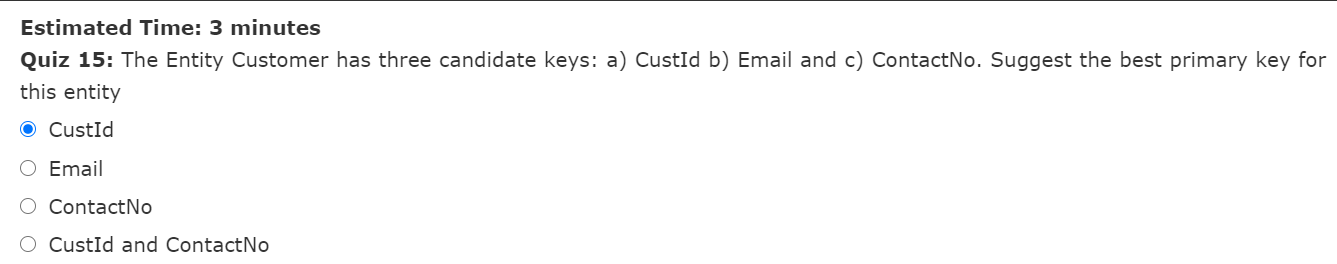 Estimated Time: 3 minutes
Quiz 15: The Entity Customer has three candidate keys: a) CustId b) Email and c) ContactNo. Suggest the best primary key for
this entity
CustId
Email
ContactNo
CustId and ContactNo